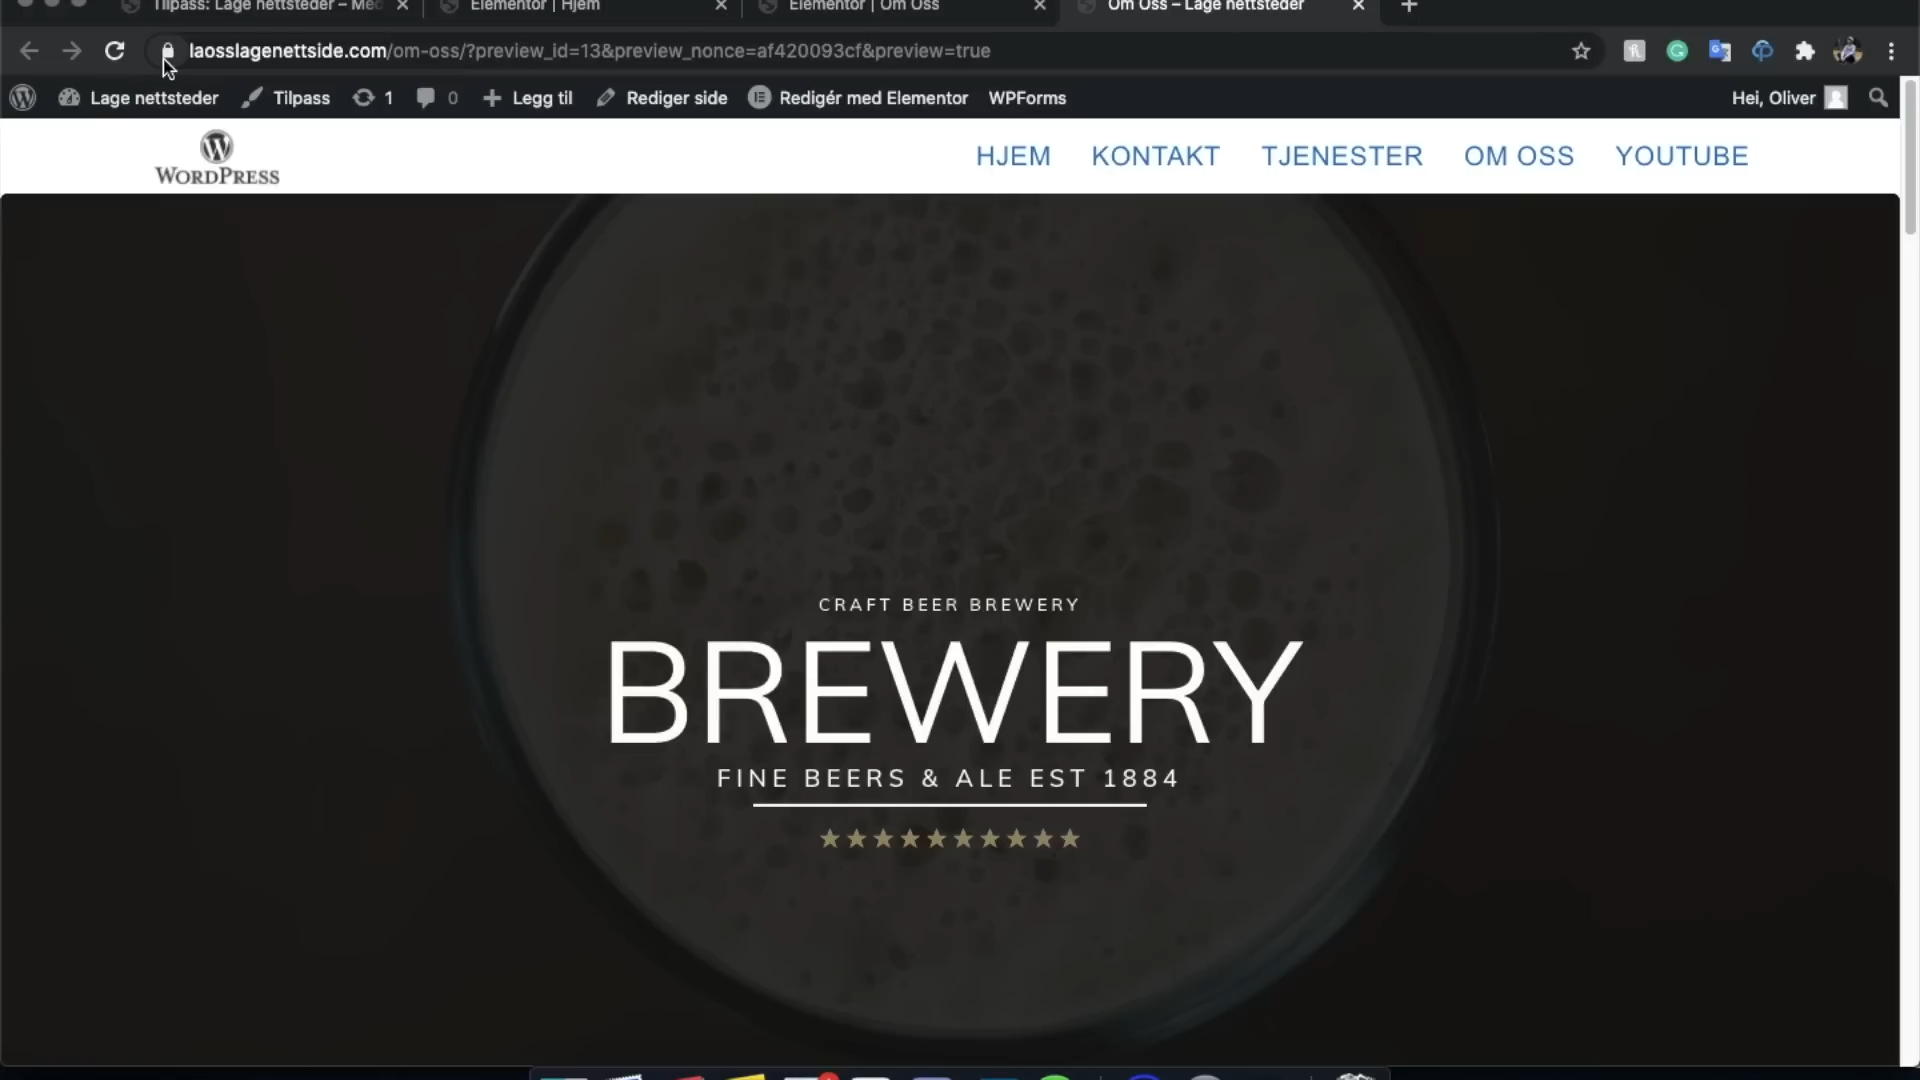 Tilpass: Lage nettsteder – Med
Elementor | Hjem
Elementor | Om Oss
Om Oss – Lage nettsteder
laosslagenettside.com/om-oss/?preview_id=13&preview_nonce=af420093cf&preview=true
Lage nettsteder Tilpass 1 0 Legg til Rediger side Redigér med Elementor WPForms Hei, Oliver
WORDPRESS
HJEM KONTAKT TJENESTER OM OSS YOUTUBE
CRAFT BEER BREWERY
BREWERY
FINE BEERS & ALE EST 1884